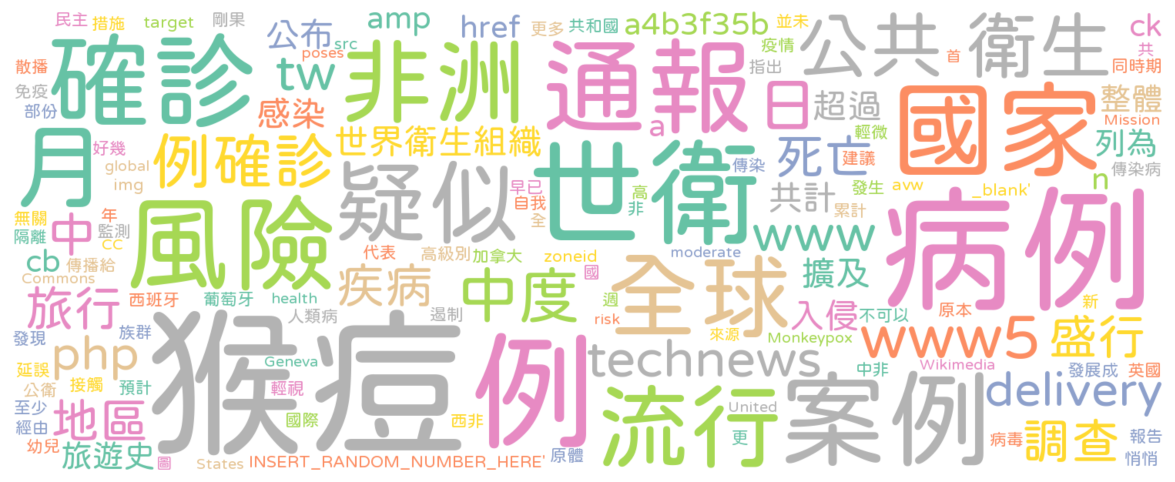 民主 措施 target 剛果 公布 amp href 更多 共和國 a4b3f35b 並未 公共 衛生 ck
散播 確診 src poses tw 非洲 通報 疫情 指出 首 共 同時期
免疫 部份 感染 日 超過 國家 整體 Mission
月 好幾 例確診 世界衛生組織 a 輕微 列為
global img 疑似 早已 自我 全 世衛 高 非 傳染 死亡 建議 n 傳染病
無關 年 風險 共計 發生 累計 avw _blank' 病例
隔離 中 監測 CC 代表 高級別 加拿大 zoneid moderate www
cb 傳播給 Commons 西班牙 葡萄牙 health 疾病 中度 國 全球 擴及
旅行 人類病 遏制 週 risk 來源 入侵 不可以 原本 新
發現 族群 猴痘 例 Monkeypox www5 盛行
延誤 php Geneva 輕視 technews 中非 Wikimedia 發展成 英國
公衛 接觸 預計 流行 案例 delivery
至少 經由 地區 國際 西非 United 更 病毒 調查 報告
幼兒 旅遊史 圖 States INSERT_RANDOM_NUMBER_HERE' 原體 悄悄